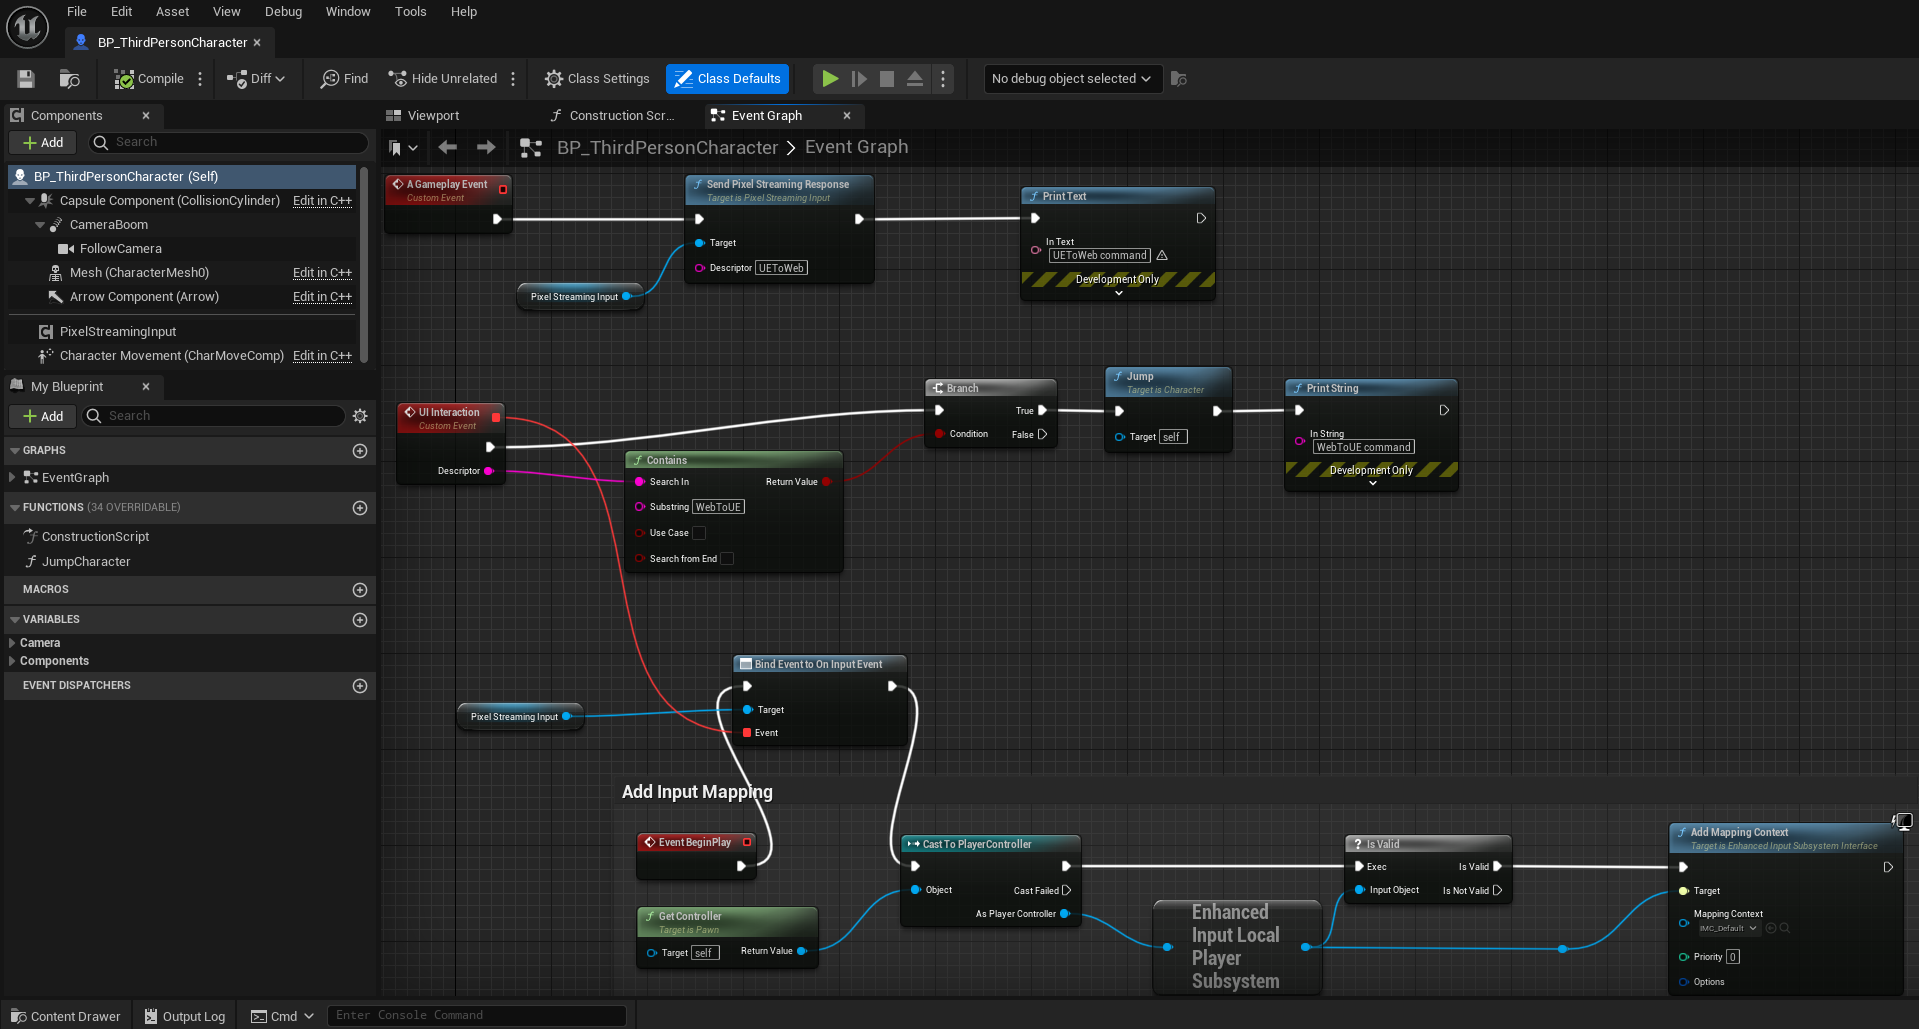 File Edit Asset View Debug Window Tools Help
BP_ThirdPersonCharacter
Compile Diff Find Hide Unrelated Class Settings Class Defaults No debug object selected
Components
Add Search
BP_ThirdPersonCharacter (Self)
Capsule Component (CollisionCylinder) Edit in C++
CameraBoom
FollowCamera
Mesh (CharacterMesh0) Edit in C++
Arrow Component (Arrow) Edit in C++
PixelStreamingInput
Character Movement (CharMoveComp) Edit in C++
My Blueprint
Add Search
GRAPHS
EventGraph
FUNCTIONS (34 OVERRIDABLE)
ConstructionScript
JumpCharacter
MACROS
VARIABLES
Camera
Components
EVENT DISPATCHERS
Viewport Construction Scr... Event Graph
BP_ThirdPersonCharacter > Event Graph
A Gameplay Event
Custom Event
Send Pixel Streaming Response
Target is Pixel Streaming Input
Target
Descriptor UEToWeb
Pixel Streaming Input
Print Text
In Text
UEToWeb command
Development Only
UI Interaction
Custom Event
Descriptor
Contains
Search In Return Value
Substring WebToUE
Use Case
Search from End
Branch
True
Condition False
Jump
Target is Character
Target self
Print String
In String
WebToUE command
Development Only
Bind Event to On Input Event
Target
Event
Pixel Streaming Input
Add Input Mapping
Event BeginPlay
Get Controller
Target is Pawn
Target self Return Value
Cast To PlayerController
Object Cast Failed
As Player Controller
Enhanced
Input Local
Player
Subsystem
? Is Valid
Exec Is Valid
Input Object Is Not Valid
Add Mapping Context
Target is Enhanced Input Subsystem Interface
Target
Mapping Context
IMC_Default
Priority 0
Options
Content Drawer Output Log Cmd Enter Console Command